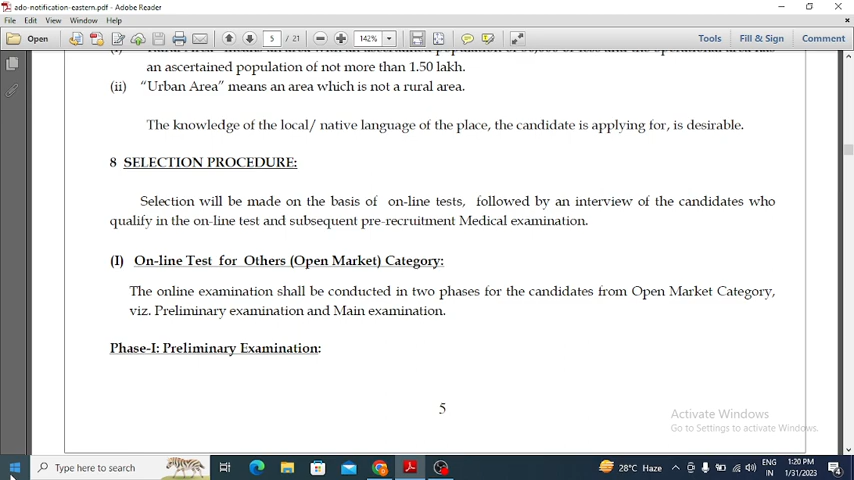 ado-notification-eastern.pdf - Adobe Reader
File Edit View Window Help
Open 5 / 21 142% Tools Fill & Sign Comment
an ascertained population of not more than 1.50 lakh.
(ii) “Urban Area” means an area which is not a rural area.
The knowledge of the local/ native language of the place, the candidate is applying for, is desirable.
8 SELECTION PROCEDURE:
Selection will be made on the basis of on-line tests, followed by an interview of the candidates who
qualify in the on-line test and subsequent pre-recruitment Medical examination.
(I) On-line Test for Others (Open Market) Category:
The online examination shall be conducted in two phases for the candidates from Open Market Category,
viz. Preliminary examination and Main examination.
Phase-I: Preliminary Examination:
5
Activate Windows
Go to Settings to activate Windows.
Type here to search 28°C Haze ENG 1:20 PM
IN 1/31/2023 4